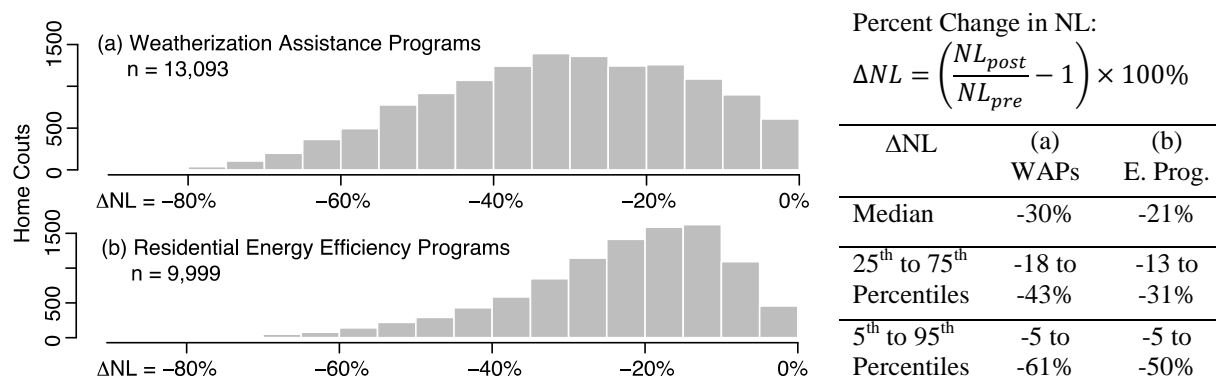 Home Couts
1500
500
0
(a) Weatherization Assistance Programs
n = 13,093
ΔNL = −80% −60% −40% −20% 0%
1500
500
0
(b) Residential Energy Efficiency Programs
n = 9,999
ΔNL = −80% −60% −40% −20% 0%
Percent Change in NL:
ΔNL = (NL_post / NL_pre − 1) × 100%
ΔNL (a) (b)
WAPs E. Prog.
Median -30% -21%
25th to 75th -18 to -13 to
Percentiles -43% -31%
5th to 95th -5 to -5 to
Percentiles -61% -50%